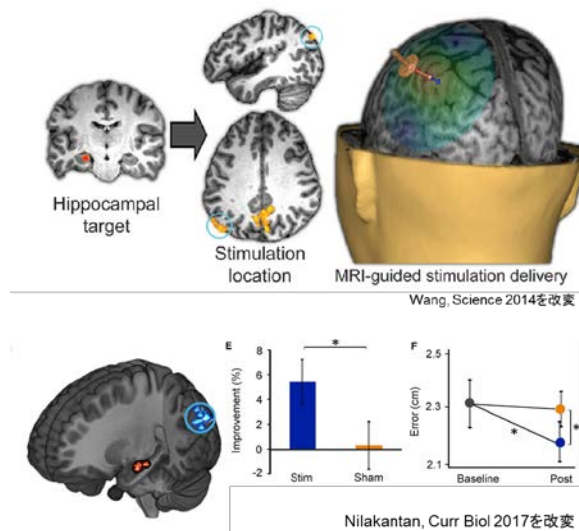 Hippocampal
target
Stimulation
location
MRI-guided stimulation delivery
Wang, Science 2014を改変
E
*
Improvement (%)
8
6
4
2
0
-2
Stim
Sham
F
Error (cm)
2.5
2.3
2.1
*
*
Baseline
Post
Nilakantan, Curr Biol 2017を改変